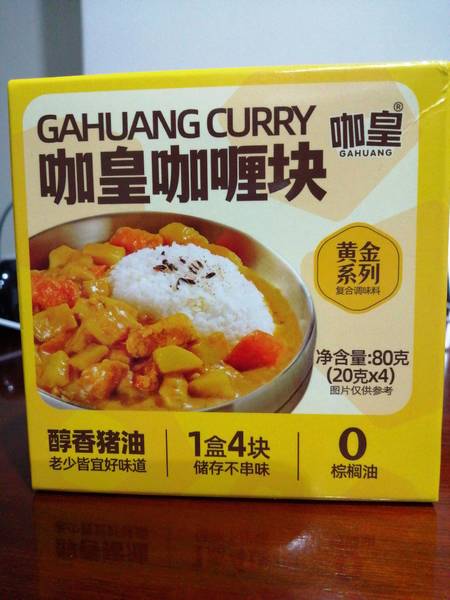 GAHUANG CURRY
咖皇咖喱块
咖皇®
GAHUANG
黄金
系列
复合调味料
净含量:80克
(20克x4)
图片仅供参考
醇香猪油
老少皆宜好味道
1盒4块
储存不串味
0
棕榈油